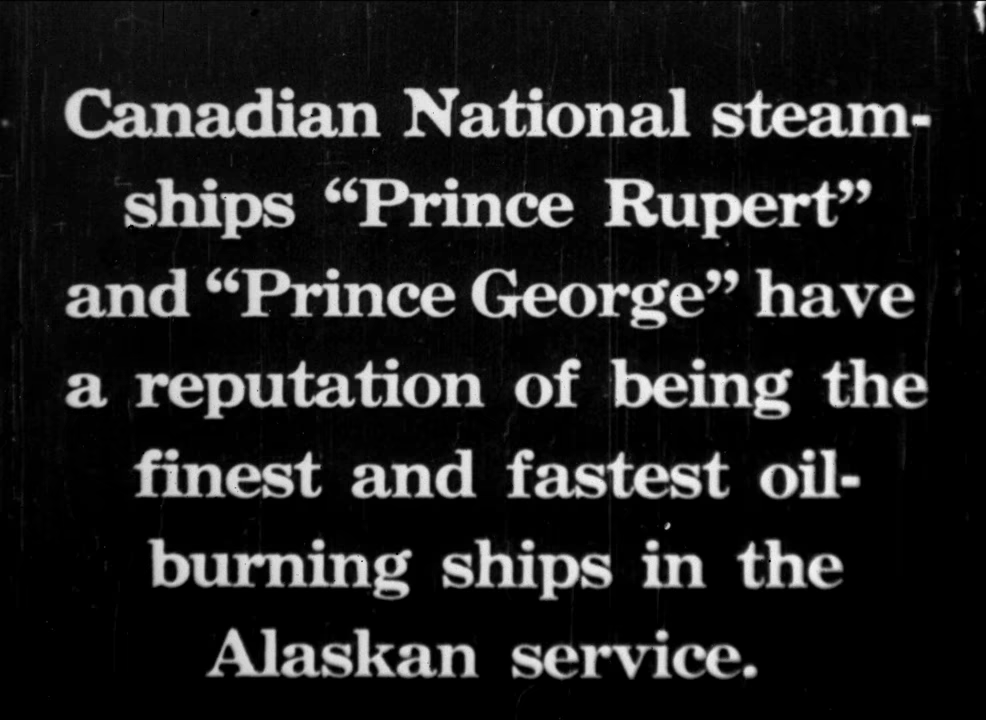 Canadian National steam-
ships “Prince Rupert”
and “Prince George” have
a reputation of being the
finest and fastest oil-
burning ships in the
Alaskan service.